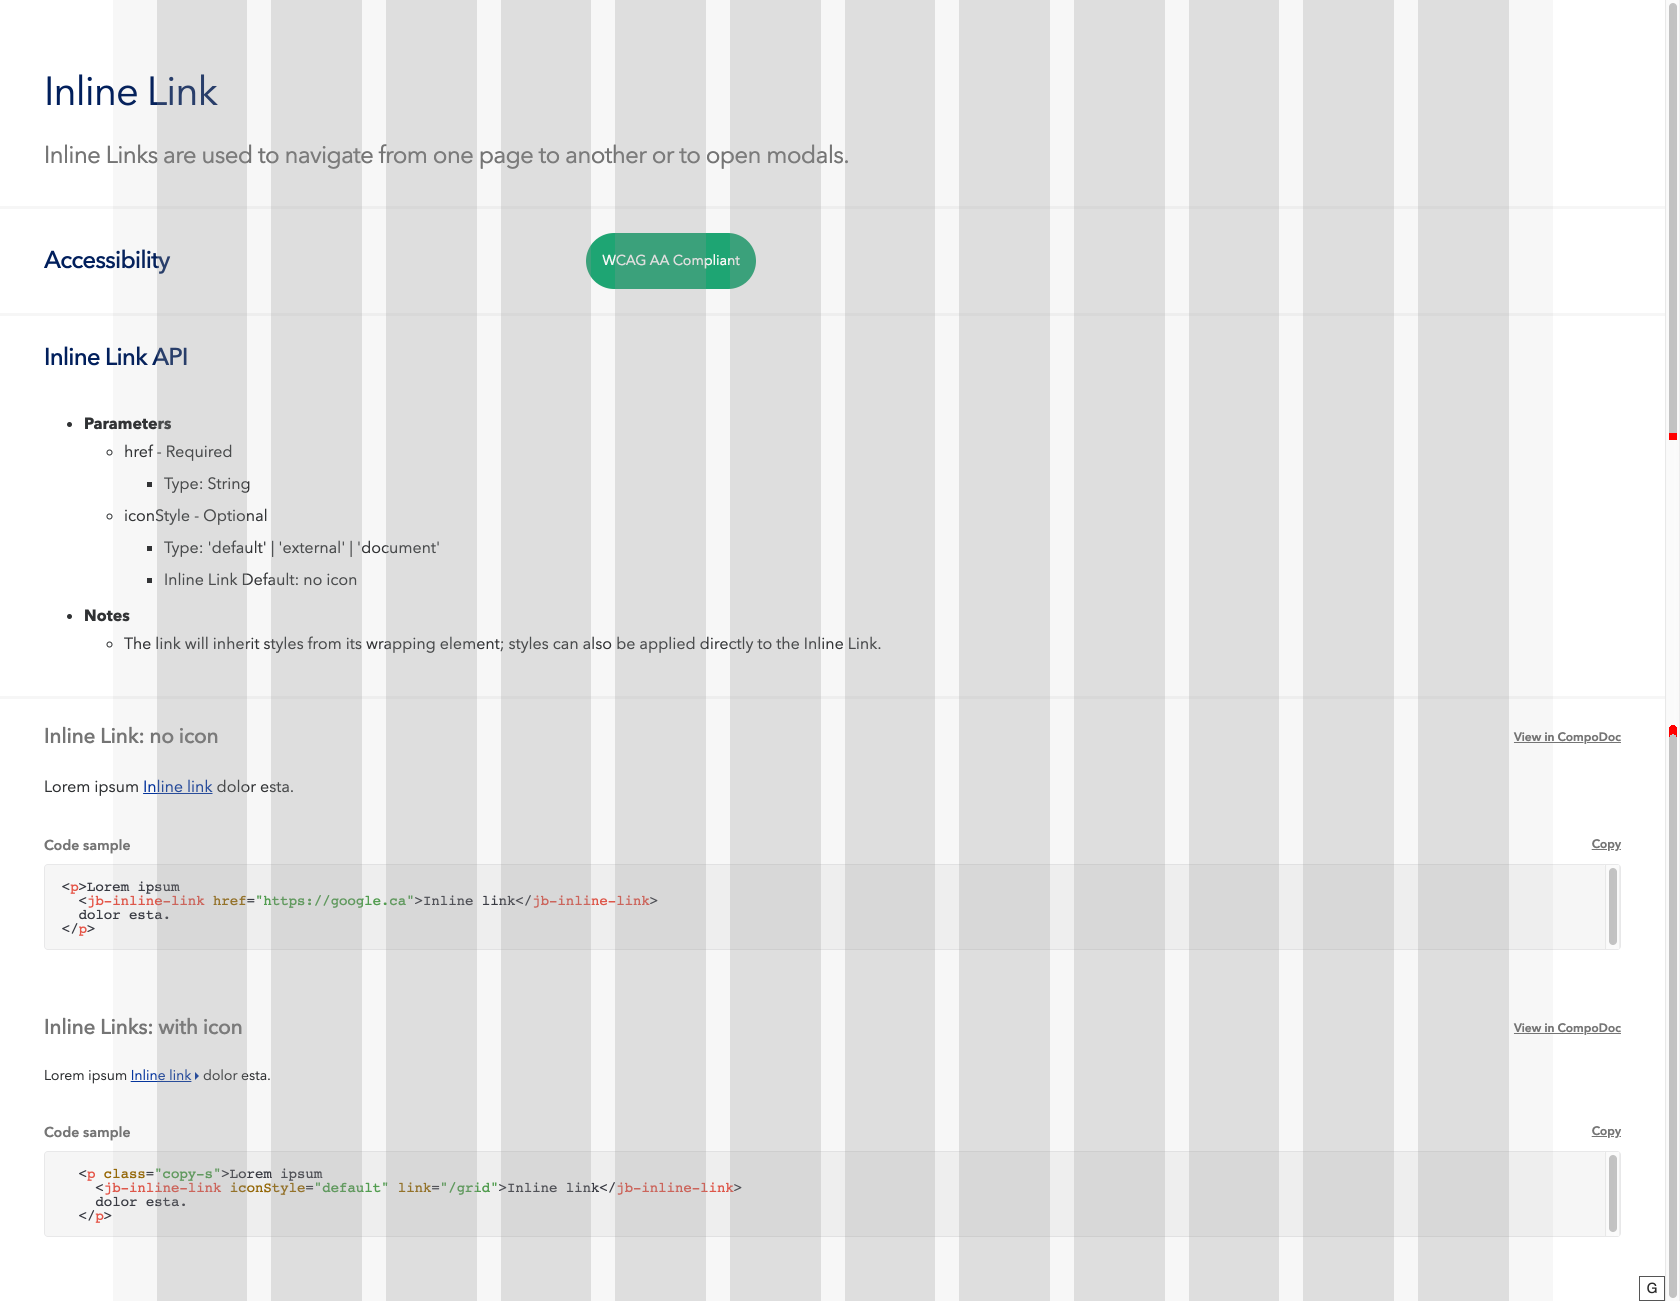 Inline Link
Inline Links are used to navigate from one page to another or to open modals.
Accessibility
WCAG AA Compliant
Inline Link API
Parameters
href - Required
Type: String
iconStyle - Optional
Type: 'default' | 'external' | 'document'
Inline Link Default: no icon
Notes
The link will inherit styles from its wrapping element; styles can also be applied directly to the Inline Link.
Inline Link: no icon
View in CompoDoc
Lorem ipsum Inline link dolor esta.
Code sample
Copy
<p>Lorem ipsum
  <jb-inline-link href="https://google.ca">Inline link</jb-inline-link>
  dolor esta.
</p>
Inline Links: with icon
View in CompoDoc
Lorem ipsum Inline link dolor esta.
Code sample
Copy
<p class="copy-s">Lorem ipsum
  <jb-inline-link iconStyle="default" link="/grid">Inline link</jb-inline-link>
  dolor esta.
</p>
G